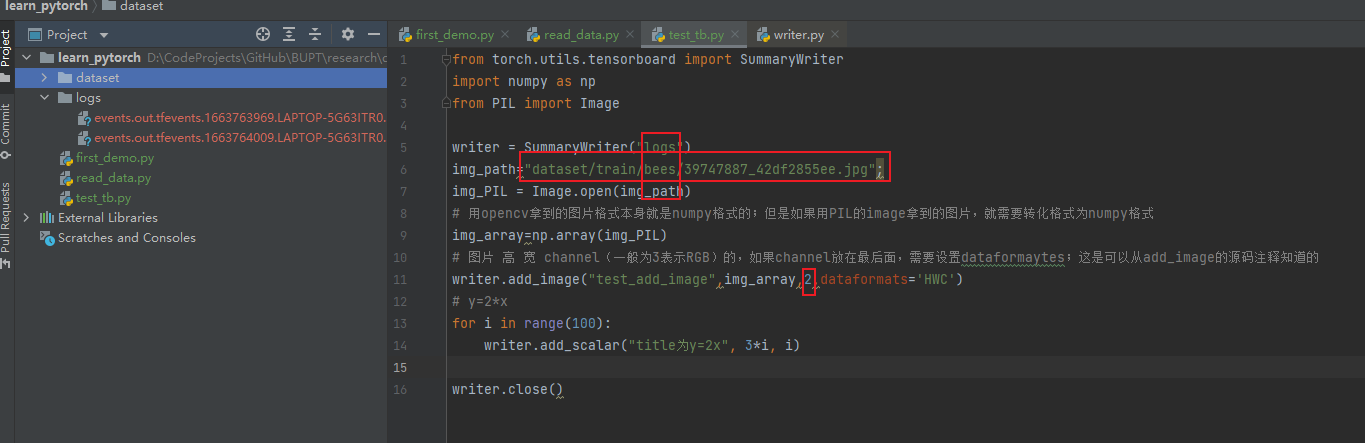 learn_pytorch 〉 dataset
Project
first_demo.py
read_data.py
test_tb.py
writer.py
Project
Commit
Pull Requests
learn_pytorch D:\CodeProjects\GitHub\BUPT\research\c
dataset
logs
events.out.tfevents.1663763969.LAPTOP-5G63ITR0.
events.out.tfevents.1663764009.LAPTOP-5G63ITR0.
first_demo.py
read_data.py
test_tb.py
External Libraries
Scratches and Consoles
1 from torch.utils.tensorboard import SummaryWriter
2 import numpy as np
3 from PIL import Image
4
5 writer = SummaryWriter("logs")
6 img_path="dataset/train/bees/39747887_42df2855ee.jpg";
7 img_PIL = Image.open(img_path)
8 # 用opencv拿到的图片格式本身就是numpy格式的；但是如果用PIL的image拿到的图片，就需要转化格式为numpy格式
9 img_array=np.array(img_PIL)
10 # 图片 高 宽 channel（一般为3表示RGB）的，如果channel放在最后面，需要设置dataformaytes；这是可以从add_image的源码注释知道的
11 writer.add_image("test_add_image",img_array,2,dataformats='HWC')
12 # y=2*x
13 for i in range(100):
14 writer.add_scalar("title为y=2x", 3*i, i)
15
16 writer.close()